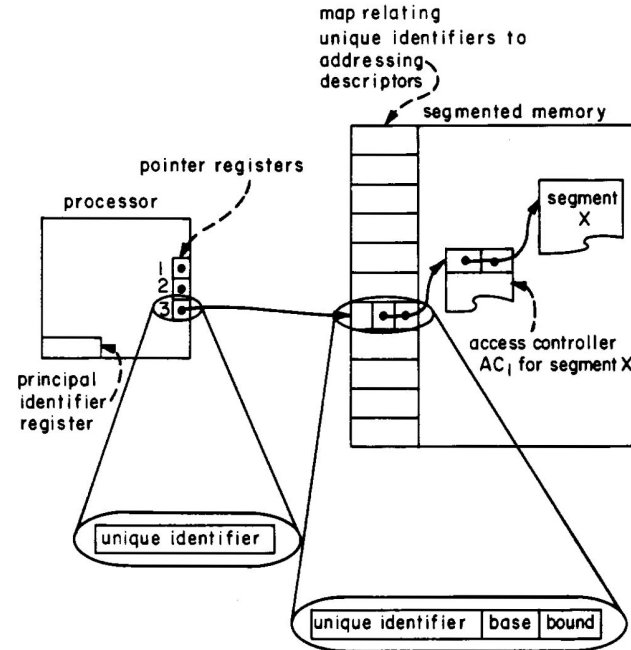 map relating
unique identifiers to
addressing
descriptors
segmented memory
pointer registers
processor
segment
X
1
2
3
access controller
AC₁ for segment X
principal
identifier
register
unique identifier
unique identifier base bound